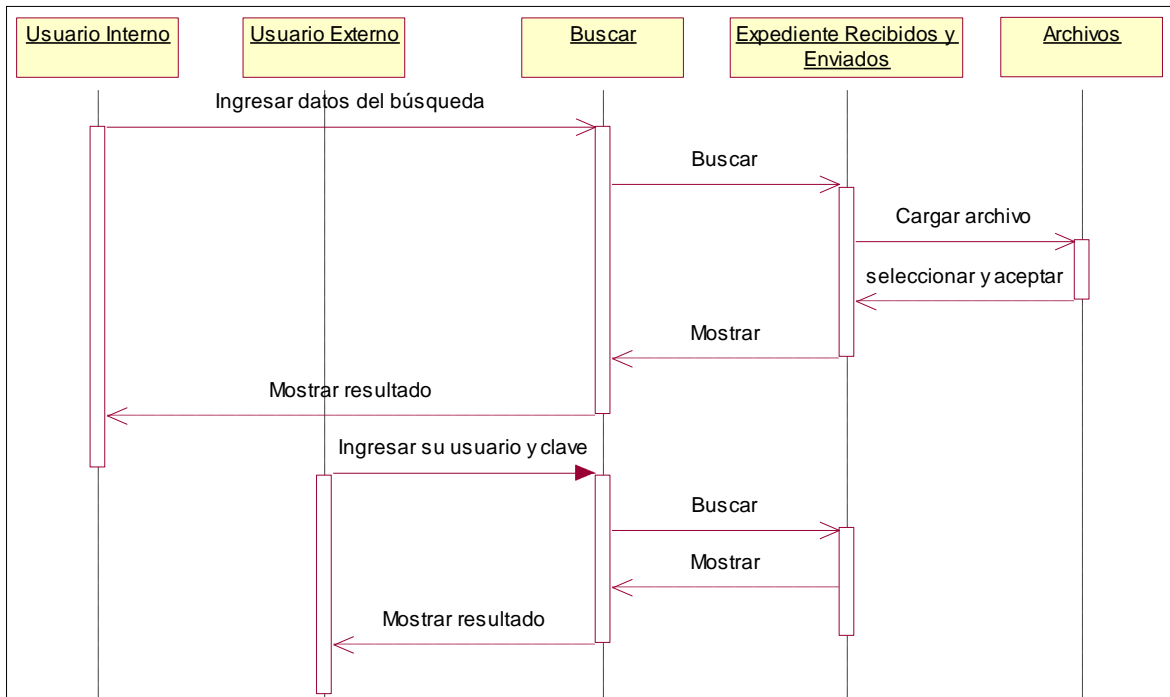 Usuario Interno
Usuario Externo
Buscar
Expediente Recibidos y
Enviados
Archivos
Ingresar datos del búsqueda
Buscar
Cargar archivo
seleccionar y aceptar
Mostrar
Mostrar resultado
Ingresar su usuario y clave
Buscar
Mostrar
Mostrar resultado